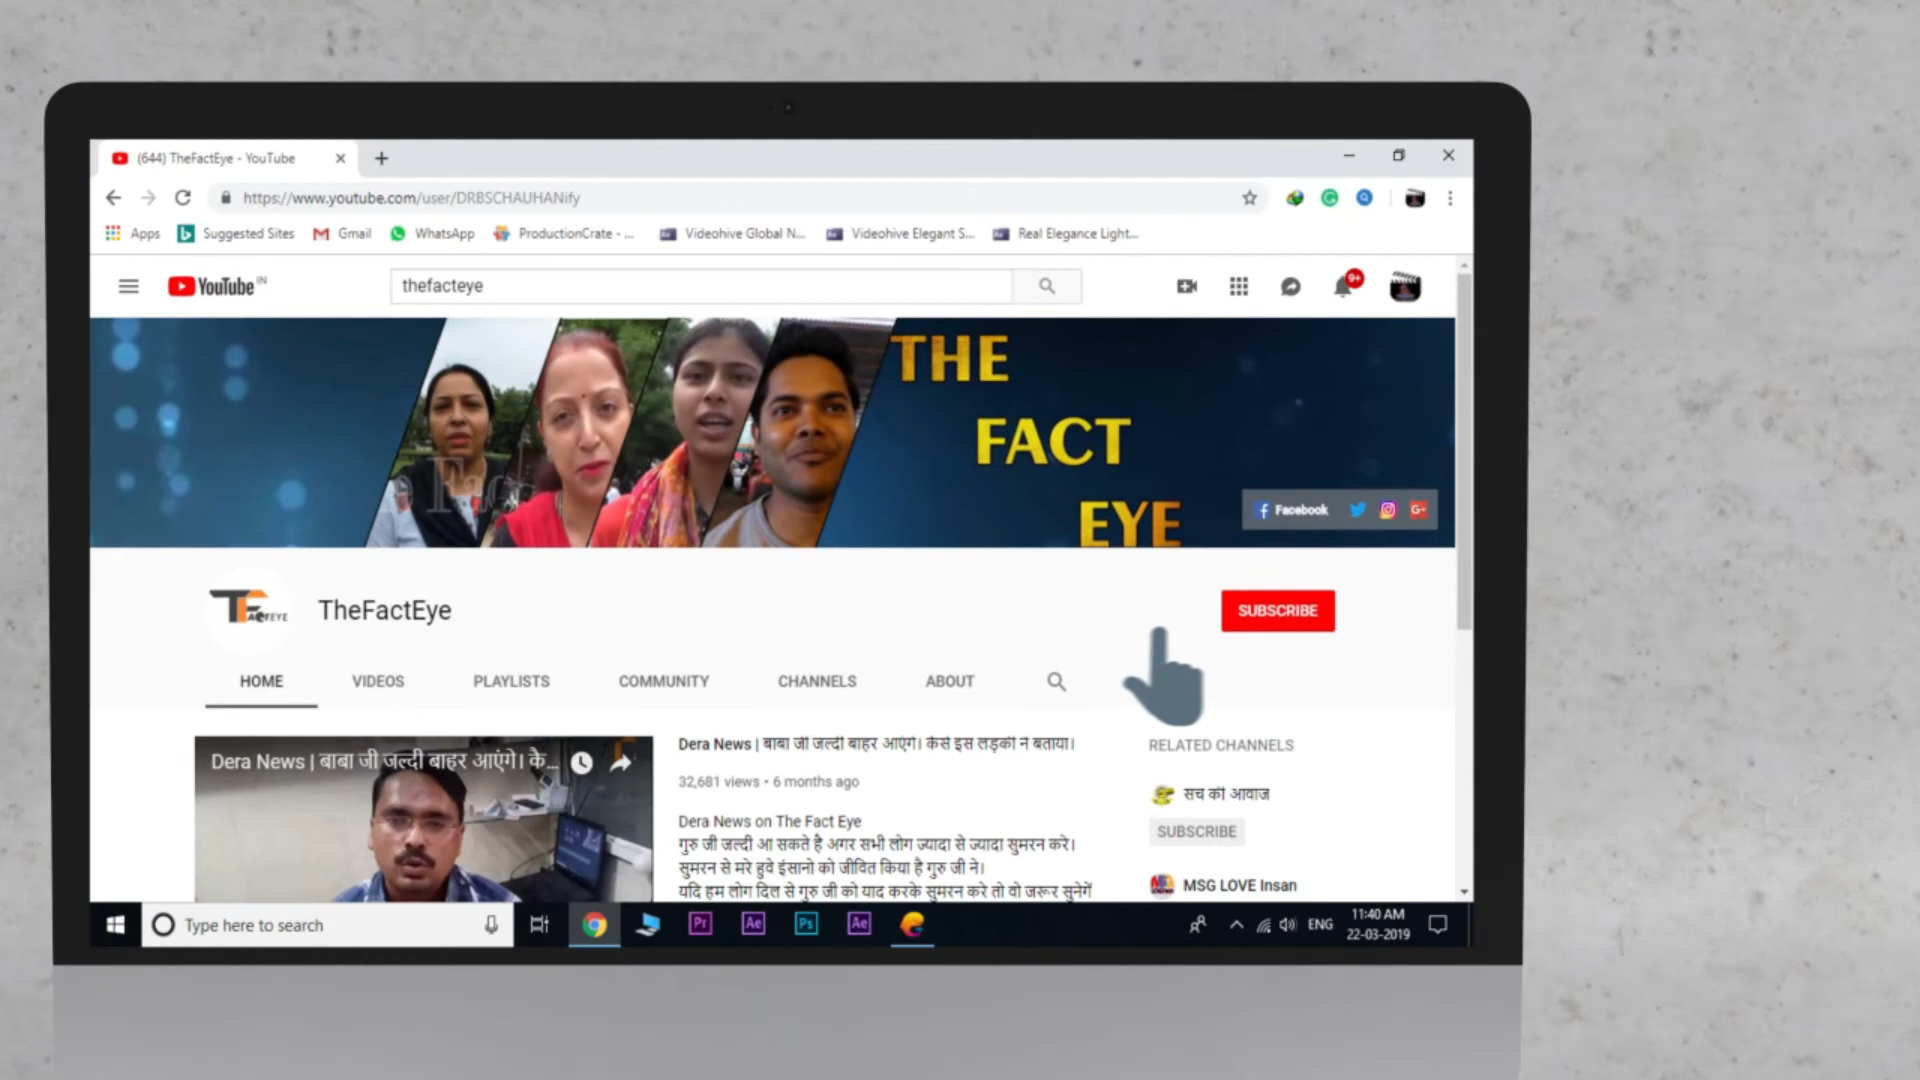 (644) TheFactEye - YouTube
https://www.youtube.com/user/DRBSCHAUHANify
Apps Suggested Sites Gmail WhatsApp ProductionCrate - ... Videohive Global N... Videohive Elegant S... Real Elegance Light...
YouTube IN
thefacteye
9+
THE
FACT
EYE
Facebook G+
TheFactEye
SUBSCRIBE
HOME VIDEOS PLAYLISTS COMMUNITY CHANNELS ABOUT
Dera News | बाबा जी जल्दी बाहर आएंगे। के...
Dera News | बाबा जी जल्दी बाहर आएंगे। कैसे इस लड़की ने बताया।
32,681 views • 6 months ago
Dera News on The Fact Eye
गुरु जी जल्दी आ सकते है अगर सभी लोग ज्यादा से ज्यादा सुमरन करे।
सुमरन से मरे हुवे इंसानो को जीवित किया है गुरु जी ने।
यदि हम लोग दिल से गुरु जी को याद करके सुमरन करे तो वो जरूर सुनेगें
RELATED CHANNELS
सच की आवाज
SUBSCRIBE
MSG LOVE Insan
Type here to search
Pr Ae Ps Ae
ENG
11:40 AM
22-03-2019